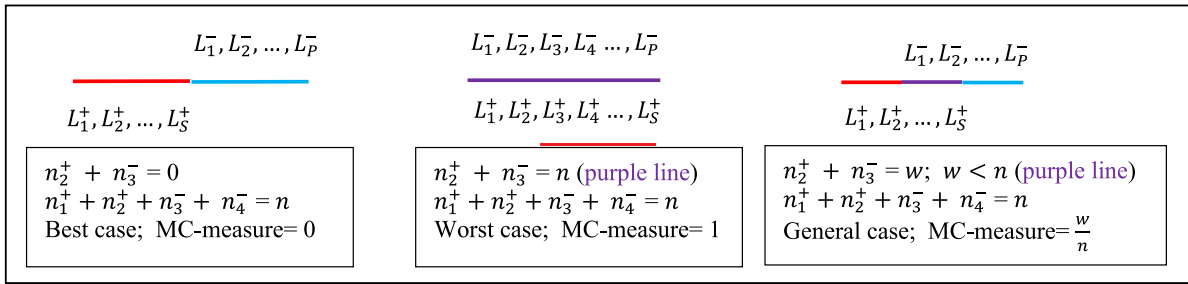 L₁⁻, L₂⁻, …, L_P⁻
L₁⁺, L₂⁺, …, L_S⁺
n₂⁺ + n₃⁻ = 0
n₁⁺ + n₂⁺ + n₃⁻ + n₄⁻ = n
Best case; MC-measure= 0
L₁⁻, L₂⁻, L₃⁻, L₄⁻ …, L_P⁻
L₁⁺, L₂⁺, L₃⁺, L₄⁺ …, L_S⁺
n₂⁺ + n₃⁻ = n (purple line)
n₁⁺ + n₂⁺ + n₃⁻ + n₄⁻ = n
Worst case; MC-measure= 1
L₁⁻, L₂⁻, …, L_P⁻
L₁⁺, L₂⁺, …, L_S⁺
n₂⁺ + n₃⁻ = w; w < n (purple line)
n₁⁺ + n₂⁺ + n₃⁻ + n₄⁻ = n
General case; MC-measure= w/n